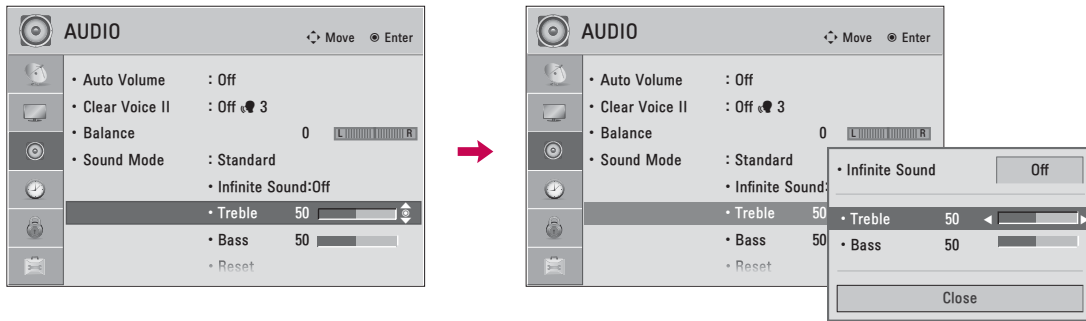 AUDIO Move Enter
• Auto Volume : Off
• Clear Voice II : Off 3
• Balance 0 L R
• Sound Mode : Standard
• Infinite Sound:Off
• Treble 50
• Bass 50
• Reset
AUDIO Move Enter
• Auto Volume : Off
• Clear Voice II : Off 3
• Balance 0 L R
• Sound Mode : Standard
• Infinite Sound:
• Treble 50
• Bass 50
• Reset
• Infinite Sound Off
• Treble 50
• Bass 50
Close